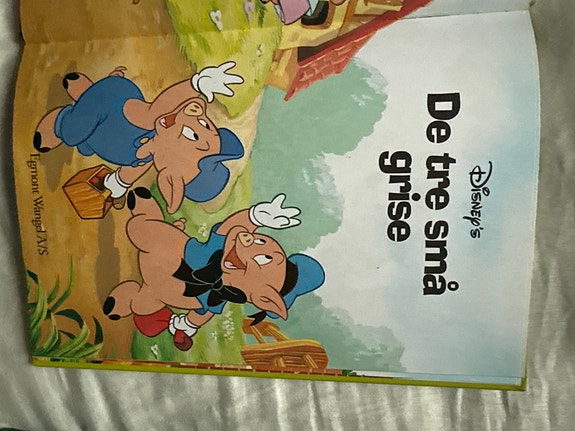 DISNEY'S
De tre små
grise
Egmont Wangel A/S